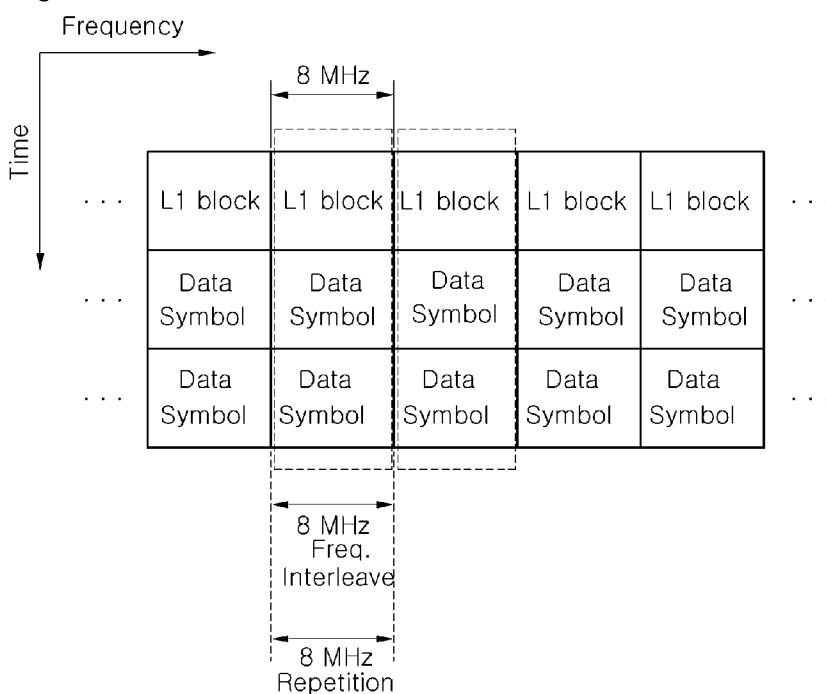 Frequency
Time
8 MHz
. . . L1 block L1 block L1 block L1 block L1 block . . .
. . . Data Data Data Data Data . . .
Symbol Symbol Symbol Symbol Symbol
. . . Data Data Data Data Data . . .
Symbol Symbol Symbol Symbol Symbol
8 MHz
Freq.
Interleave
8 MHz
Repetition